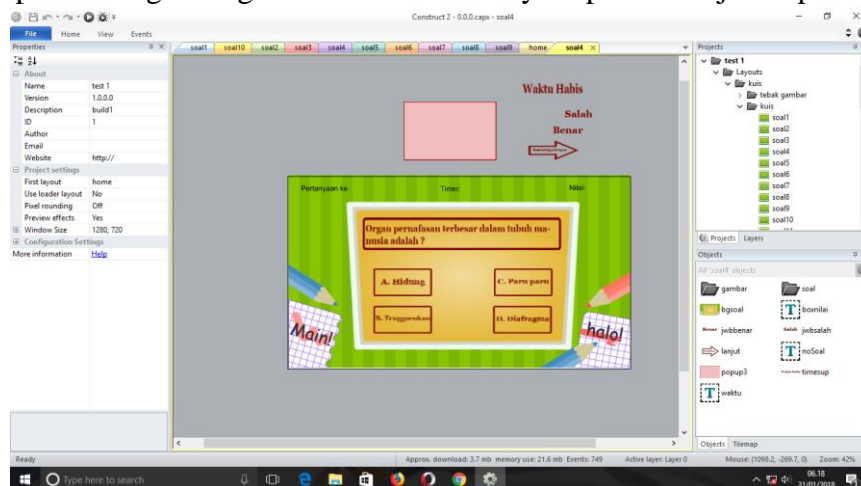 Construct 2 - 0.0.0.capx - soal4
File Home View Events
Properties
soal1 soal10 soal2 soal3 soal4 soal5 soal6 soal7 soal8 soal9 home soal4
Projects
About
Name test 1
Version 1.0.0.0
Description build1
ID 1
Author
Email
Website http://
Project settings
First layout home
Use loader layout No
Pixel rounding Off
Preview effects Yes
Window Size 1280, 720
Configuration Settings
More information Help
Waktu Habis
Salah
Benar
Pertanyaan ke Timer: Nilai:
Organ pernafasan terbesar dalam tubuh ma-
nusia adalah ?
A. Hidung C. Paru paru
B. Tenggorokan D. Diafragma
Main! halo!
test 1
Layouts
kuis
tebak gambar
kuis
soal1
soal2
soal3
soal4
soal5
soal6
soal7
soal8
soal9
soal10
Projects Layers
Objects
All 'soal4' objects
gambar soal
bgsoal T boxnilai
Benar jwbbenar Salah jwbsalah
lanjut T noSoal
popup3 timesup
T waktu
Objects Tilemap
Ready Approx. download: 3.7 mb memory use: 21.6 mb Events: 749 Active layer: Layer 0 Mouse: (1098.2, -269.7, 0) Zoom: 42%
Type here to search
06.18
31/01/2018